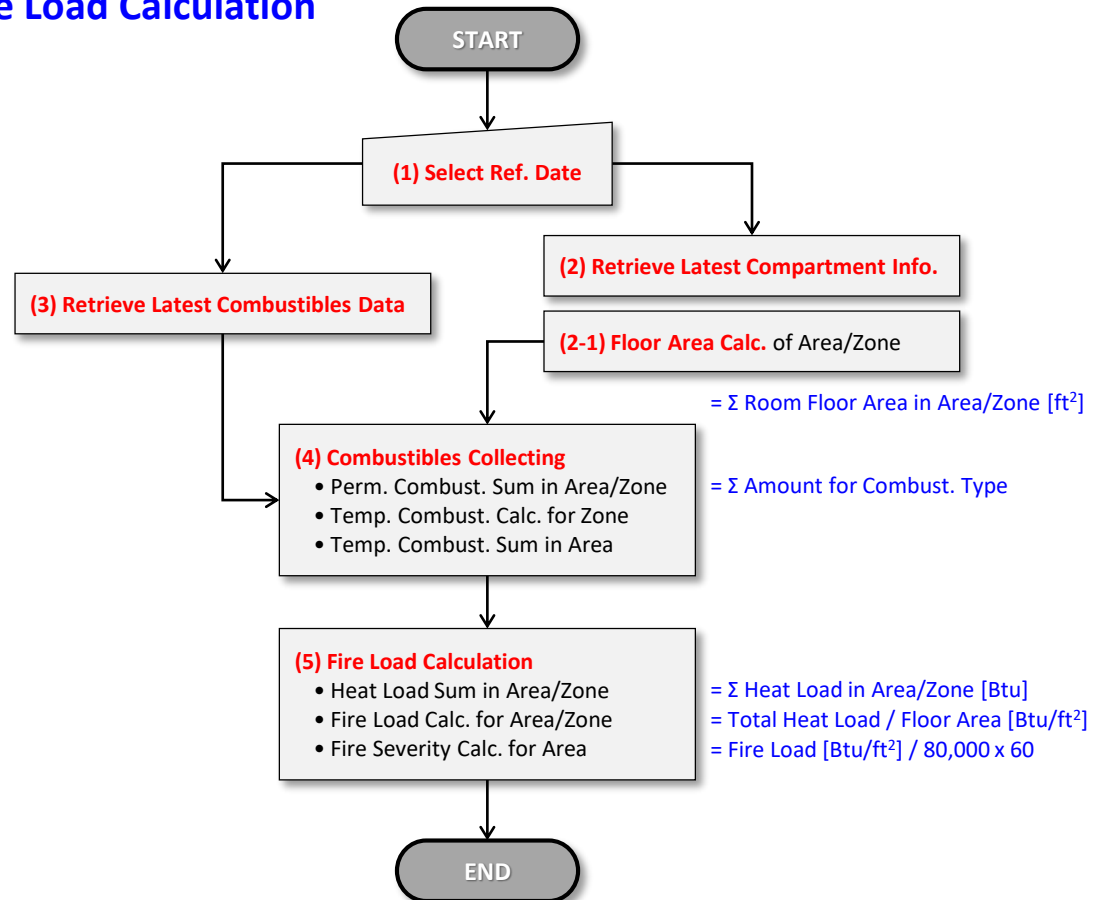 e Load Calculation
START
(1) Select Ref. Date
(2) Retrieve Latest Compartment Info.
(3) Retrieve Latest Combustibles Data
(2-1) Floor Area Calc. of Area/Zone
= Σ Room Floor Area in Area/Zone [ft²]
(4) Combustibles Collecting
• Perm. Combust. Sum in Area/Zone
= Σ Amount for Combust. Type
• Temp. Combust. Calc. for Zone
• Temp. Combust. Sum in Area
(5) Fire Load Calculation
• Heat Load Sum in Area/Zone
= Σ Heat Load in Area/Zone [Btu]
• Fire Load Calc. for Area/Zone
= Total Heat Load / Floor Area [Btu/ft²]
• Fire Severity Calc. for Area
= Fire Load [Btu/ft²] / 80,000 x 60
END